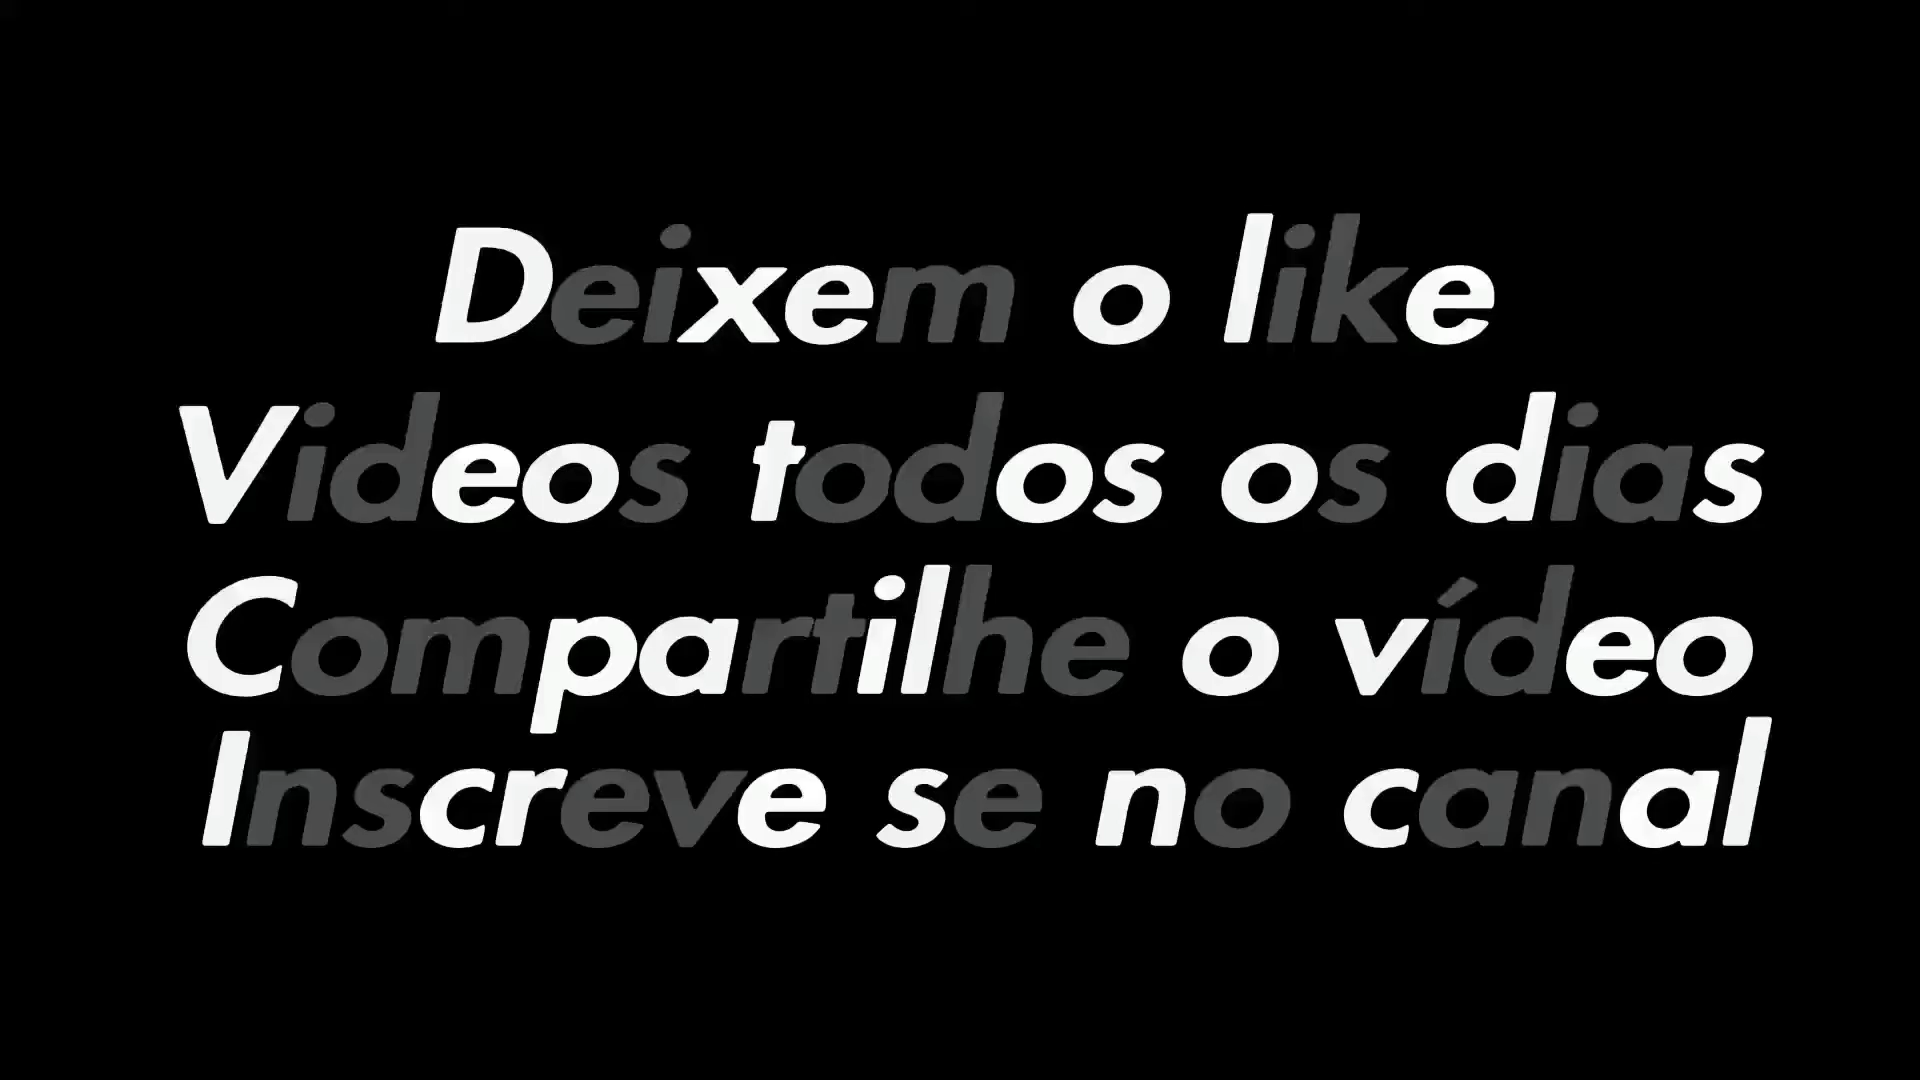 Deixem o like
Videos todos os dias
Compartilhe o vídeo
Inscreve se no canal